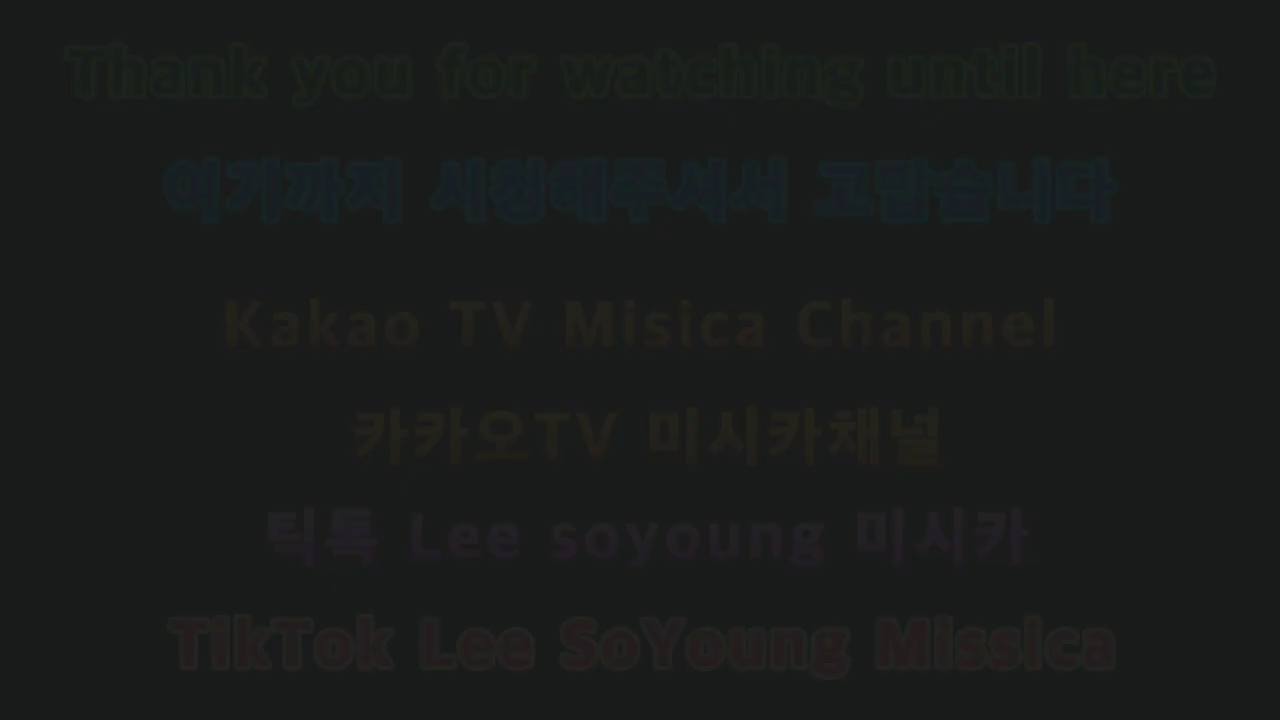 Thank you for watching until here
여기까지 시청해주셔서 고맙습니다
Kakao TV Misica Channel
카카오TV 미시카채널
틱톡 Lee soyoung 미시카
TikTok Lee SoYoung Missica